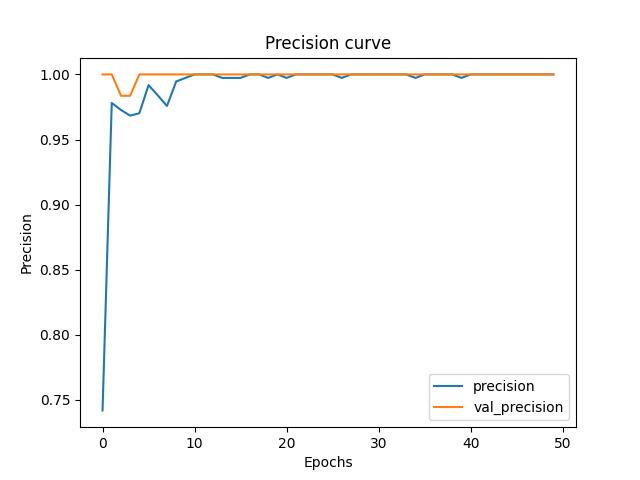 Precision curve
1.00
0.95
0.90
0.85
0.80
0.75
Precision
0 10 20 30 40 50
Epochs
precision
val_precision